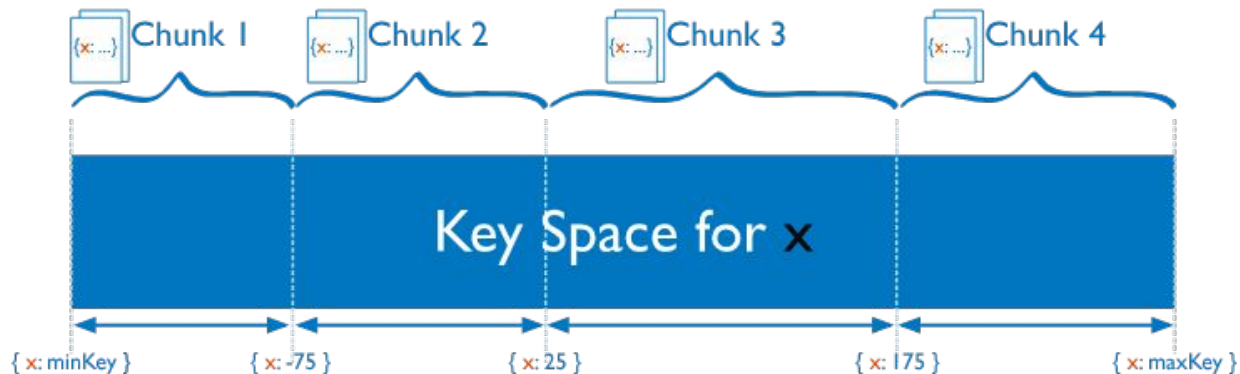 Chunk 1 Chunk 2 Chunk 3 Chunk 4
{x: ...} {x: ...} {x: ...} {x: ...}
Key Space for x
{ x: minKey } { x: -75 } { x: 25 } { x: 175 } { x: maxKey }